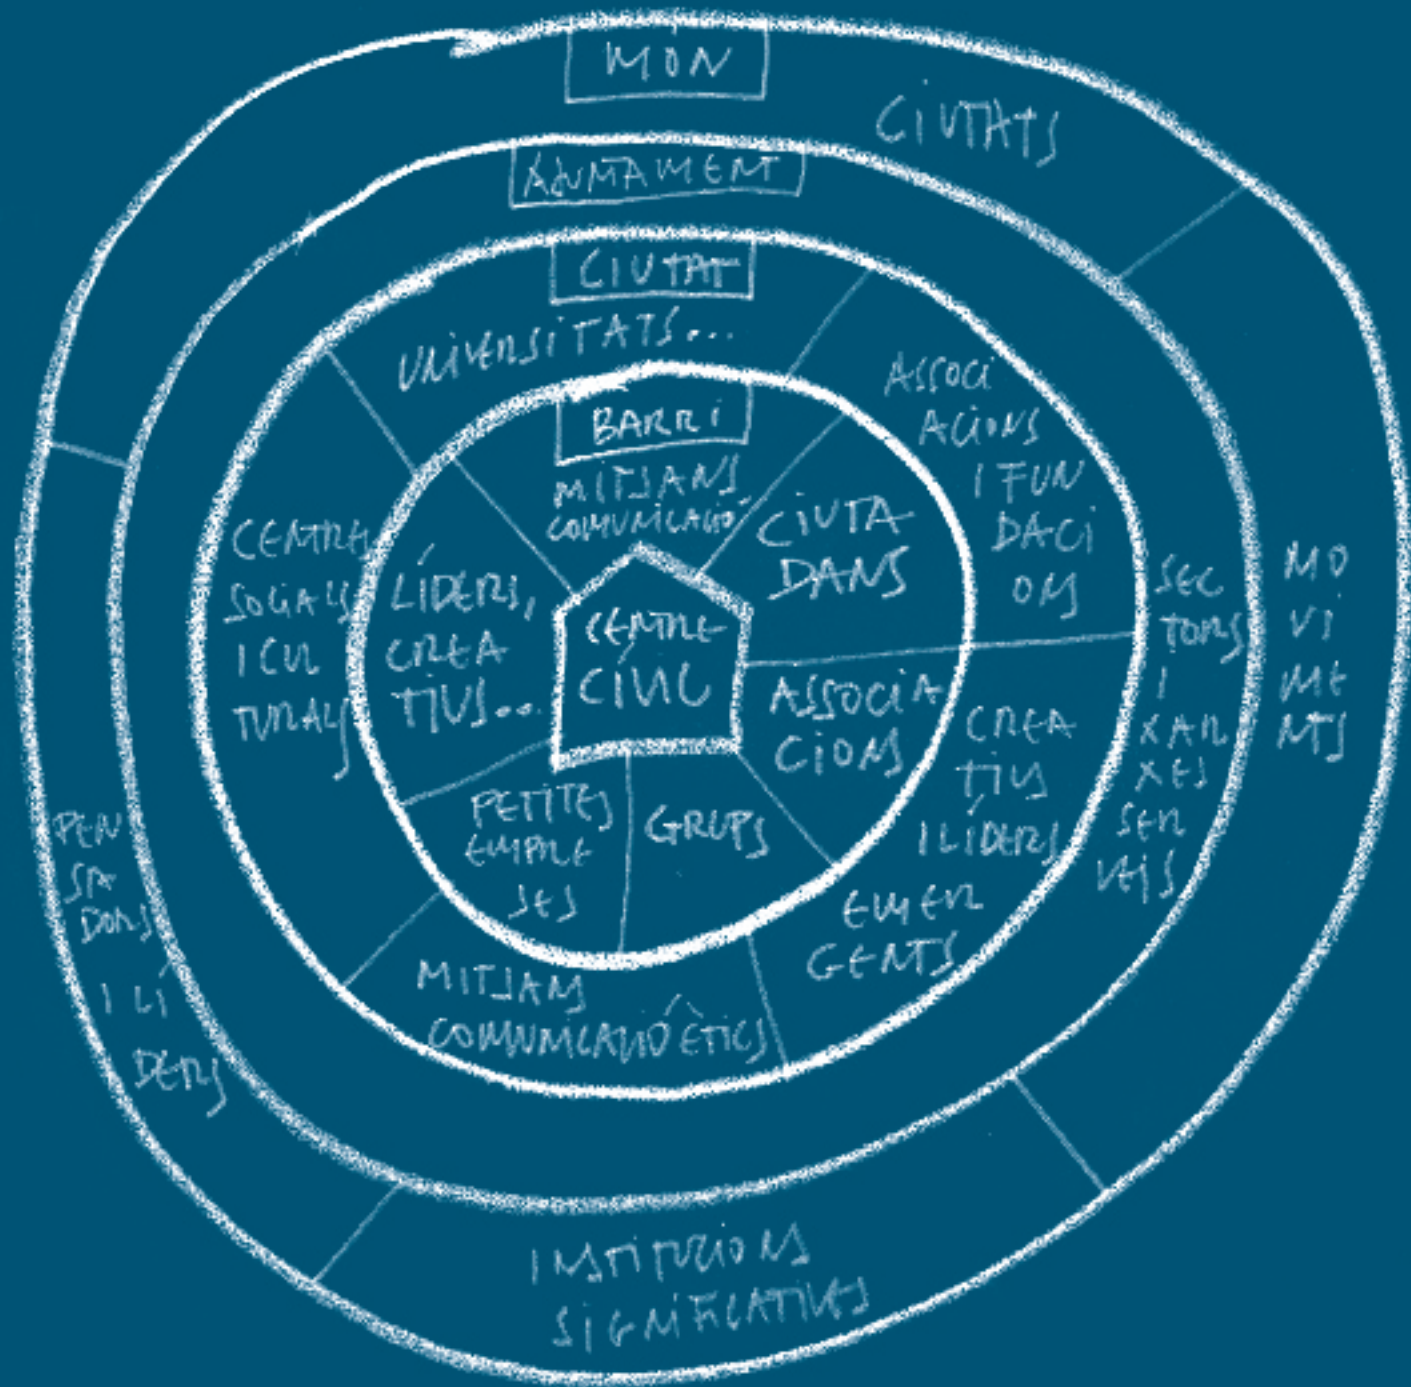 MÓN
CIUTATS
AJUNTAMENT
CIUTAT
UNIVERSITATS...
BARRI
MITJANS
COMUNICACIÓ
CIUTA
DANS
ASSOCI
ACIONS
I FUN
DACI
ONS
CENTRES
SOCIALS
I CUL
TURALS
LÍDERS,
CREA
TIUS...
CENTRE
CÍVIC
ASSOCIA
CIONS
GRUPS
PETITES
EMPRE
SES
CREA
TIUS
I LÍDERS
EMER
GENTS
MITJANS
COMUNICACIÓ ÈTICS
SEC
TORS
I
XAR
XES
SER
VEIS
MO
VI
ME
NTS
PEN
SA
DORS
I LÍ
DERS
INSTITUCIONS
SIGNIFICATIVES